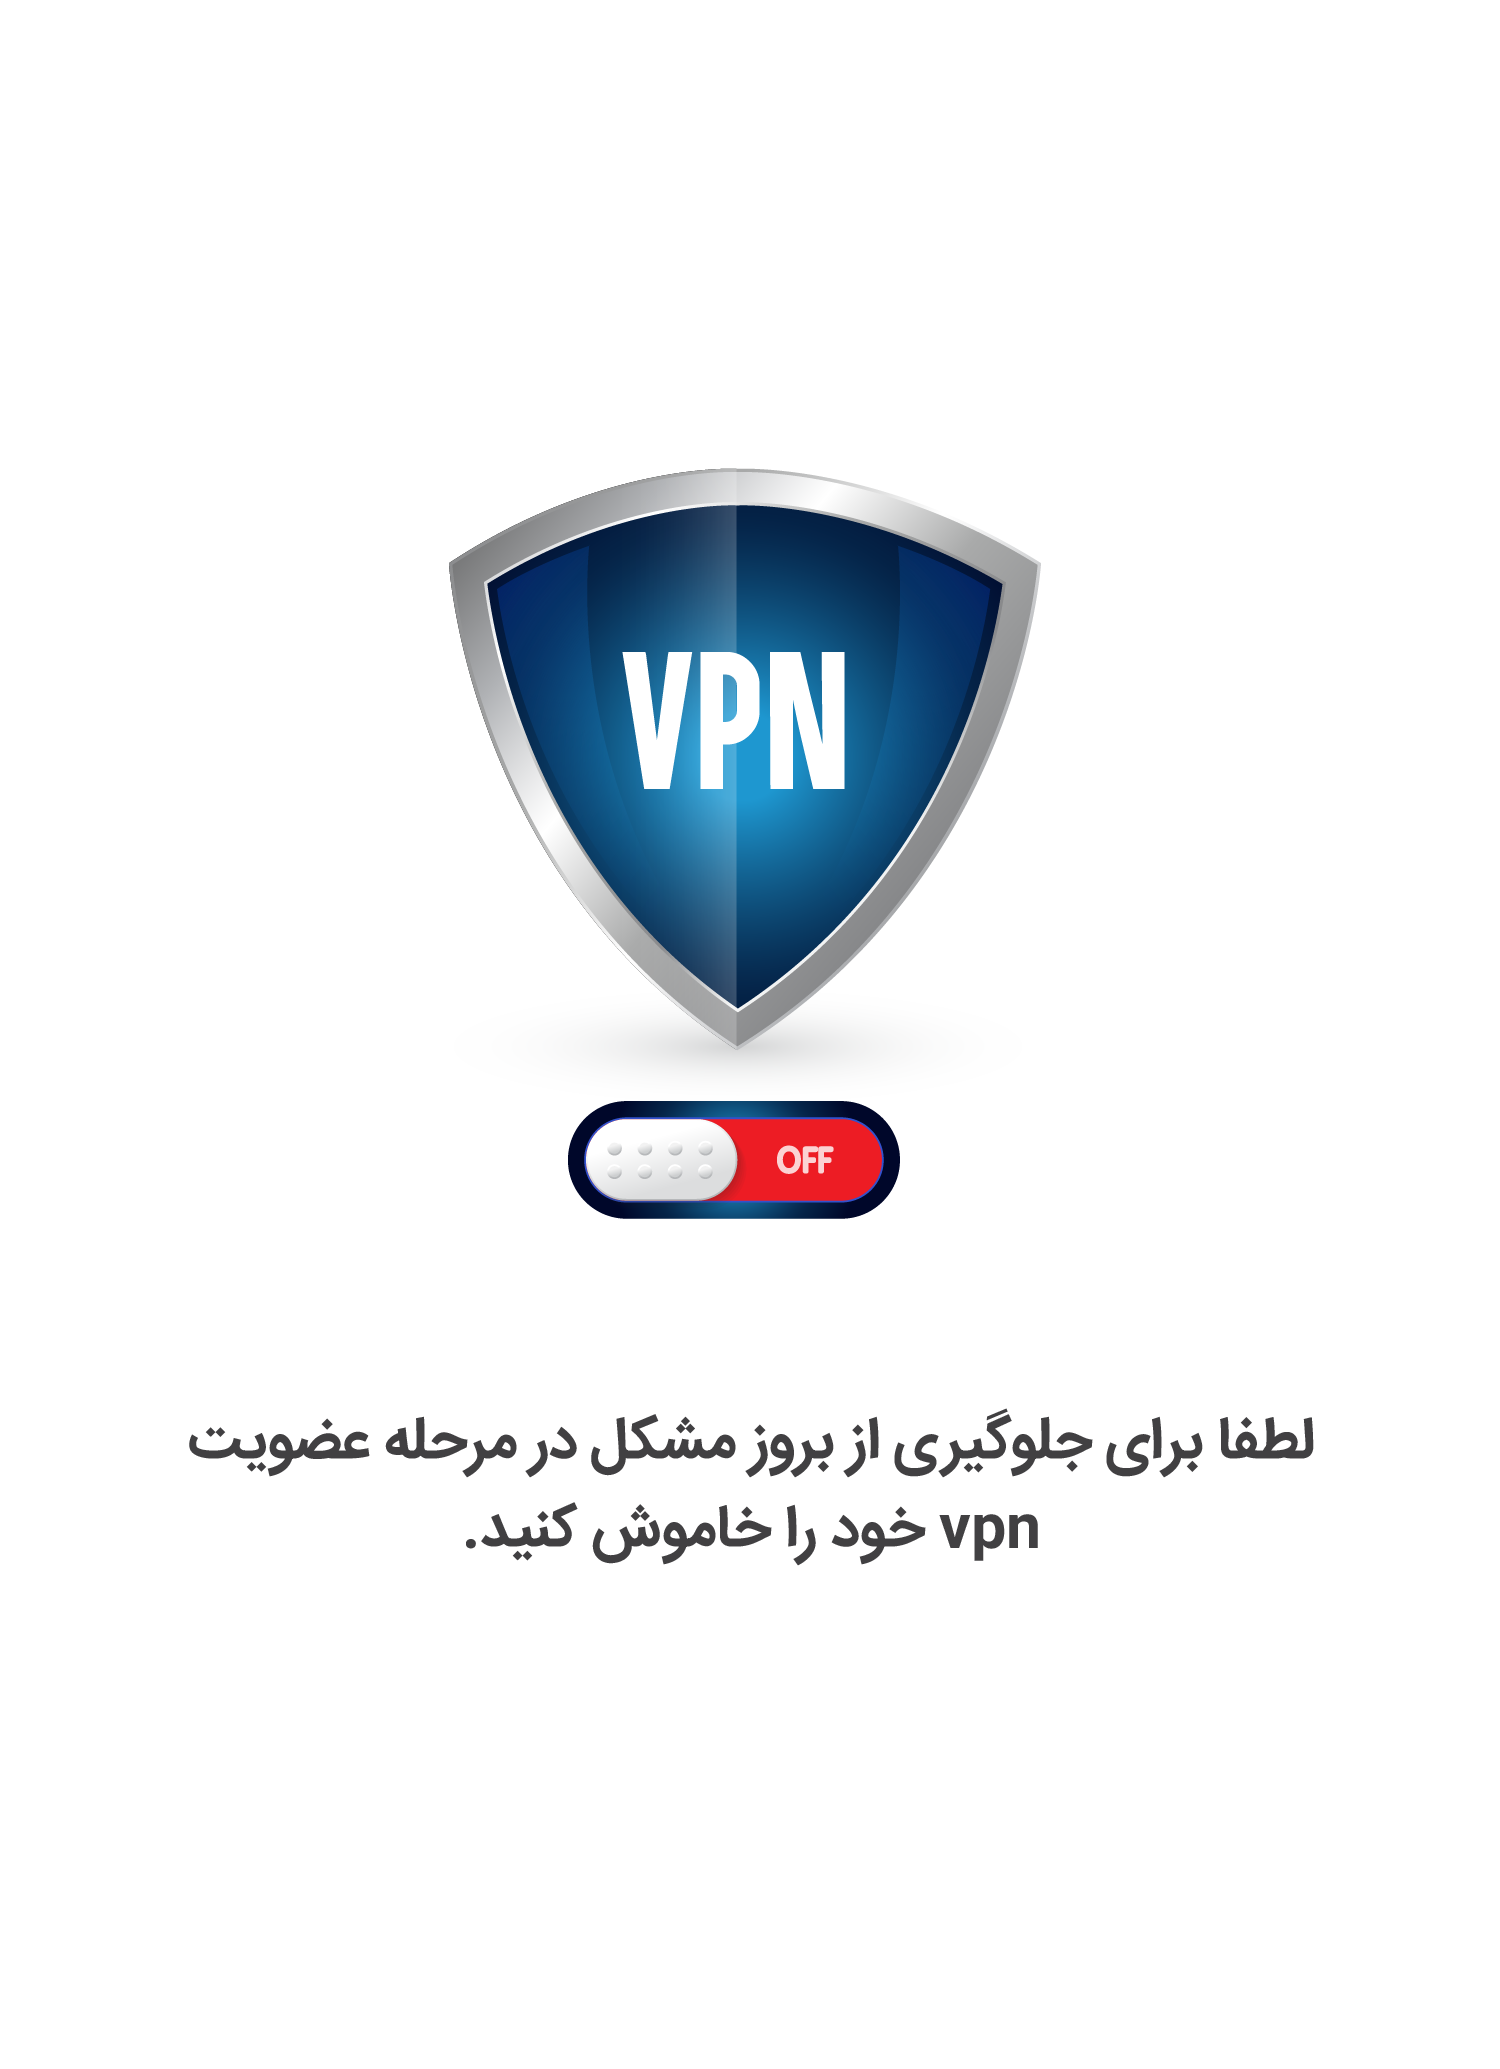 VPN
OFF
لطفا برای جلوگیری از بروز مشکل در مرحله عضویت
vpn خود را خاموش کنید.